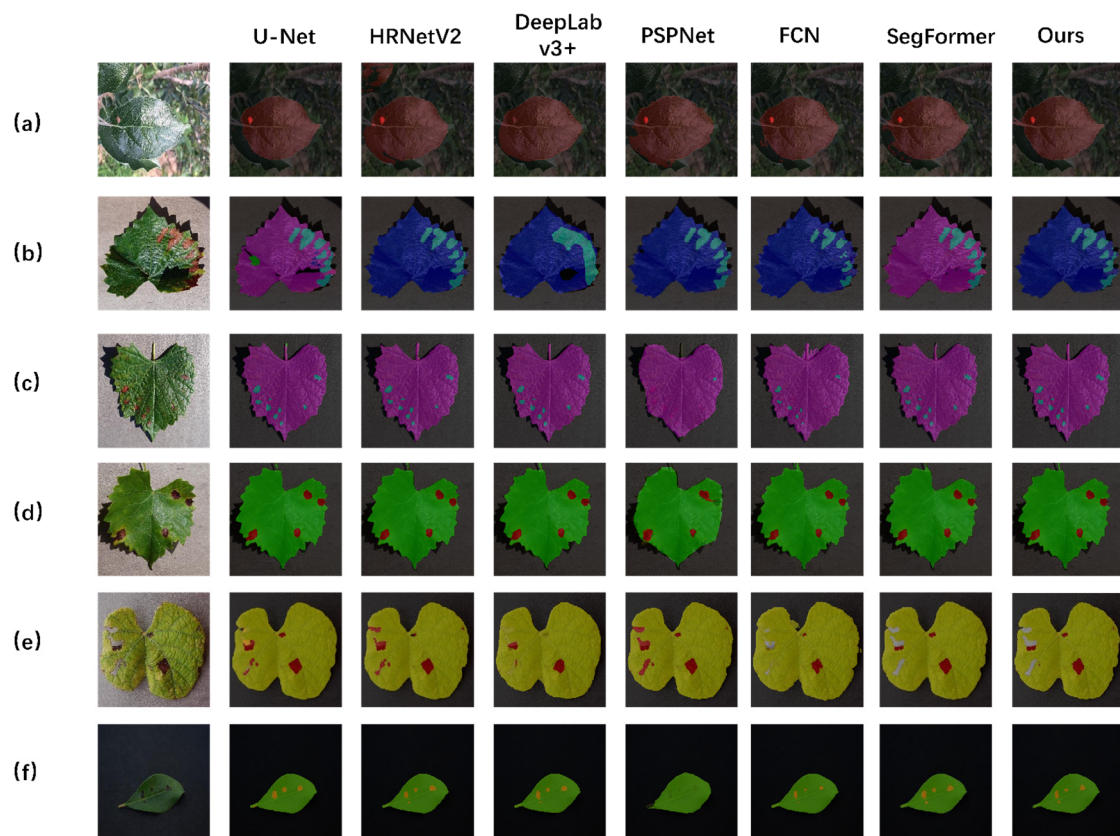 U-Net HRNetV2 DeepLab v3+ PSPNet FCN SegFormer Ours
(a)
(b)
(c)
(d)
(e)
(f)